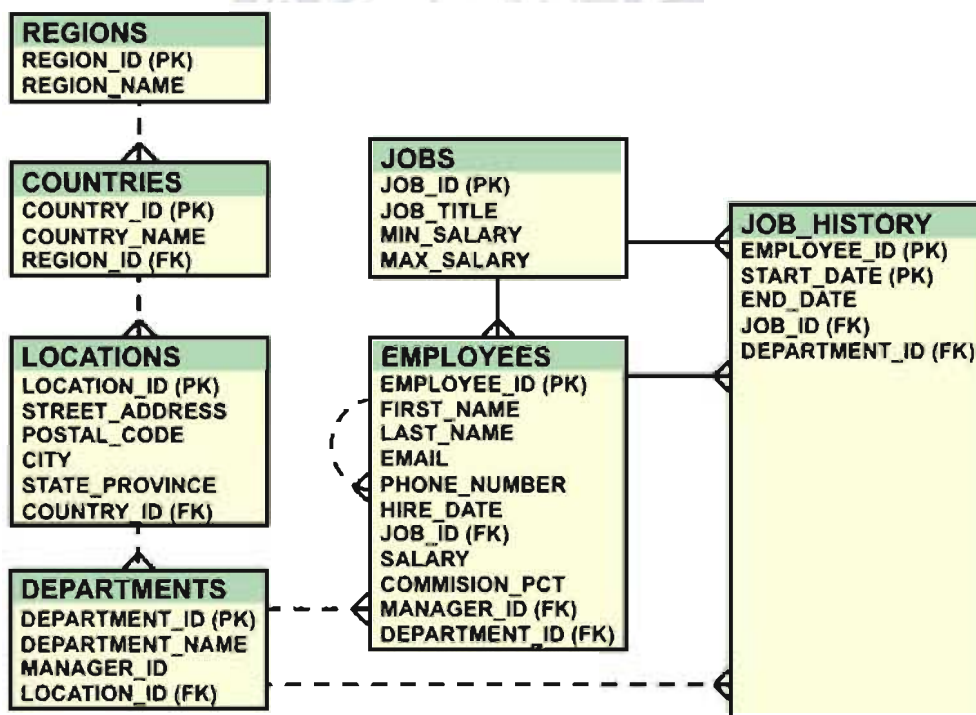 REGIONS
REGION_ID (PK)
REGION_NAME
COUNTRIES
COUNTRY_ID (PK)
COUNTRY_NAME
REGION_ID (FK)
LOCATIONS
LOCATION_ID (PK)
STREET_ADDRESS
POSTAL_CODE
CITY
STATE_PROVINCE
COUNTRY_ID (FK)
DEPARTMENTS
DEPARTMENT_ID (PK)
DEPARTMENT_NAME
MANAGER_ID
LOCATION_ID (FK)
JOBS
JOB_ID (PK)
JOB_TITLE
MIN_SALARY
MAX_SALARY
EMPLOYEES
EMPLOYEE_ID (PK)
FIRST_NAME
LAST_NAME
EMAIL
PHONE_NUMBER
HIRE_DATE
JOB_ID (FK)
SALARY
COMMISION_PCT
MANAGER_ID (FK)
DEPARTMENT_ID (FK)
JOB_HISTORY
EMPLOYEE_ID (PK)
START_DATE (PK)
END_DATE
JOB_ID (FK)
DEPARTMENT_ID (FK)